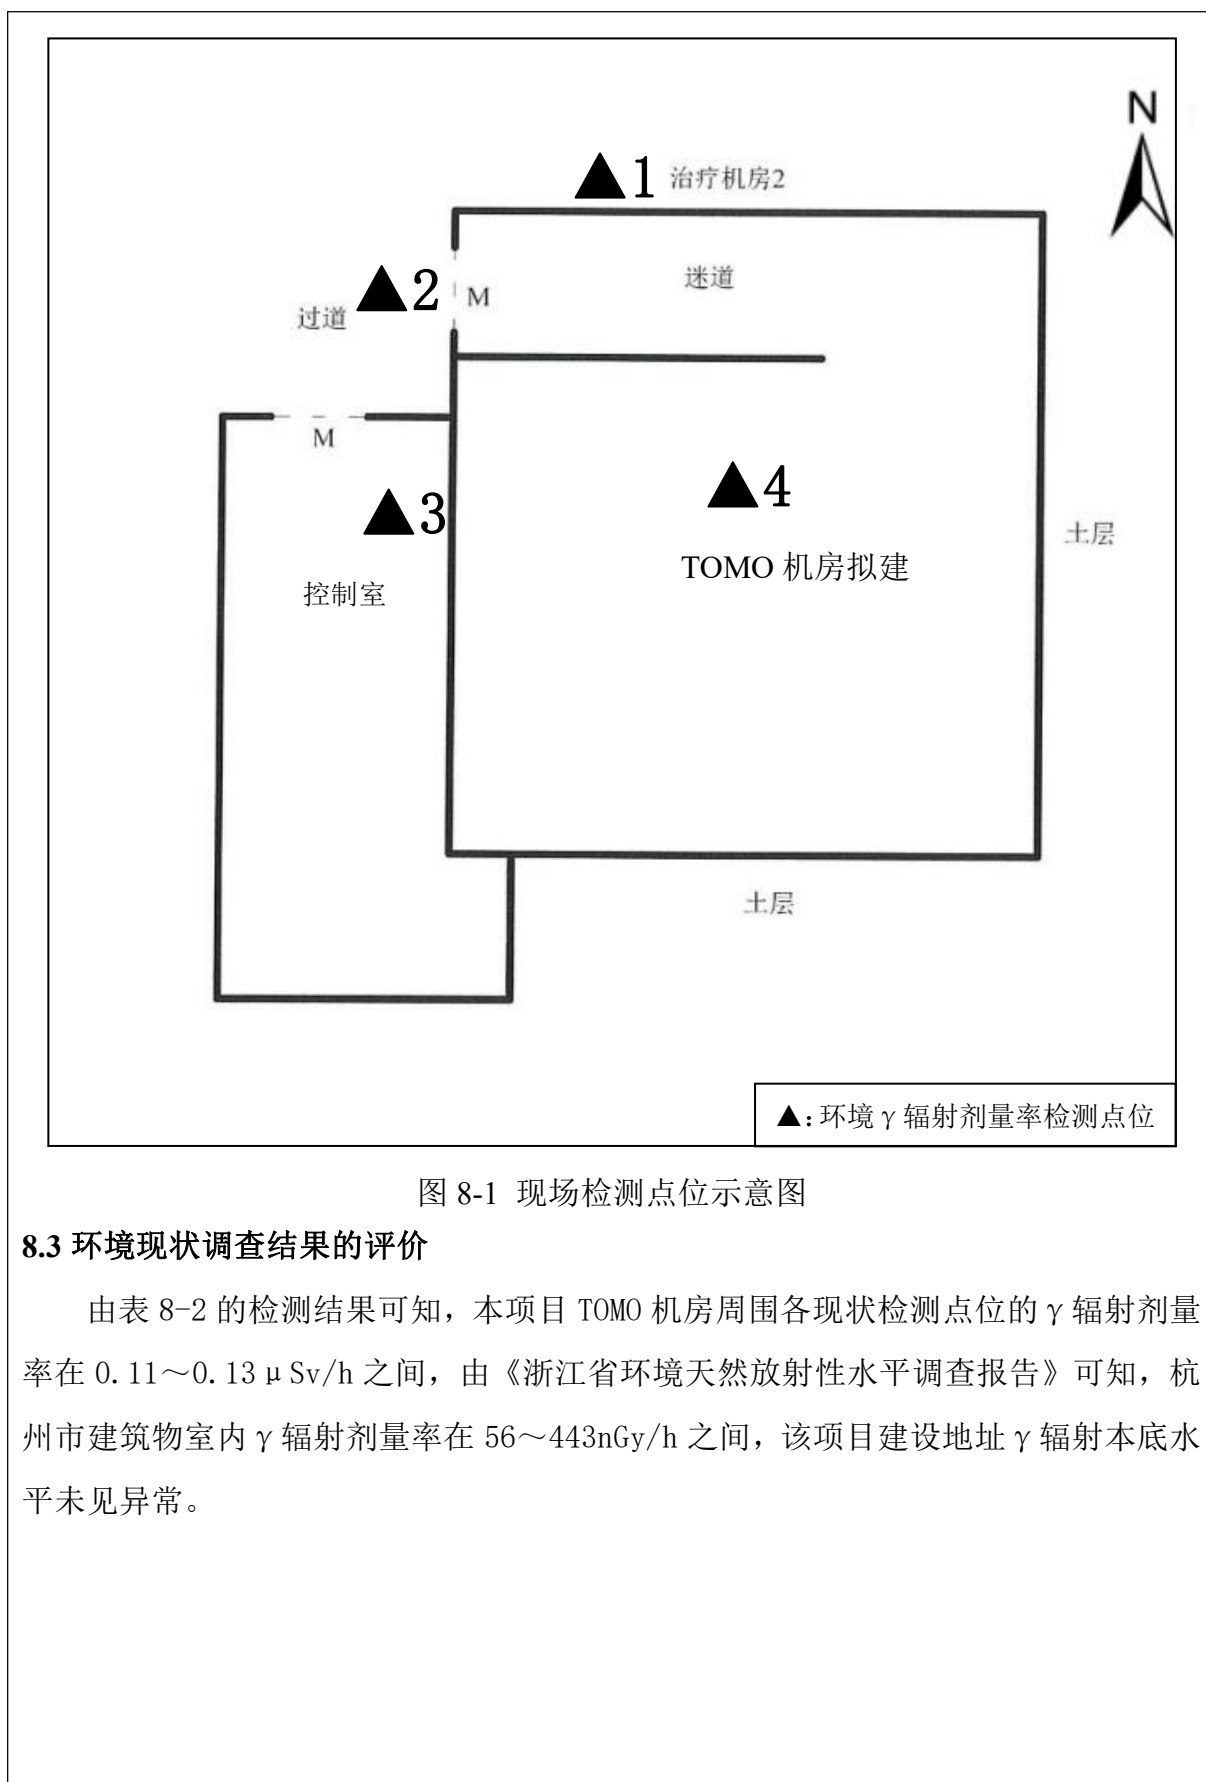 N
▲1 治疗机房2
▲2
M
迷道
过道
M
▲3
▲4
土层
TOMO 机房拟建
控制室
土层
▲:环境γ辐射剂量率检测点位
图 8-1 现场检测点位示意图
8.3 环境现状调查结果的评价
由表 8-2 的检测结果可知，本项目 TOMO 机房周围各现状检测点位的γ辐射剂量
率在 0.11～0.13μSv/h 之间，由《浙江省环境天然放射性水平调查报告》可知，杭
州市建筑物室内γ辐射剂量率在 56～443nGy/h 之间，该项目建设地址γ辐射本底水
平未见异常。